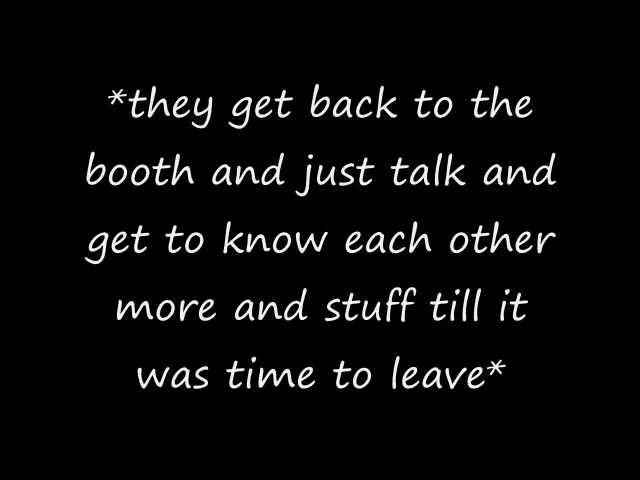 *they get back to the
booth and just talk and
get to know each other
more and stuff till it
was time to leave*